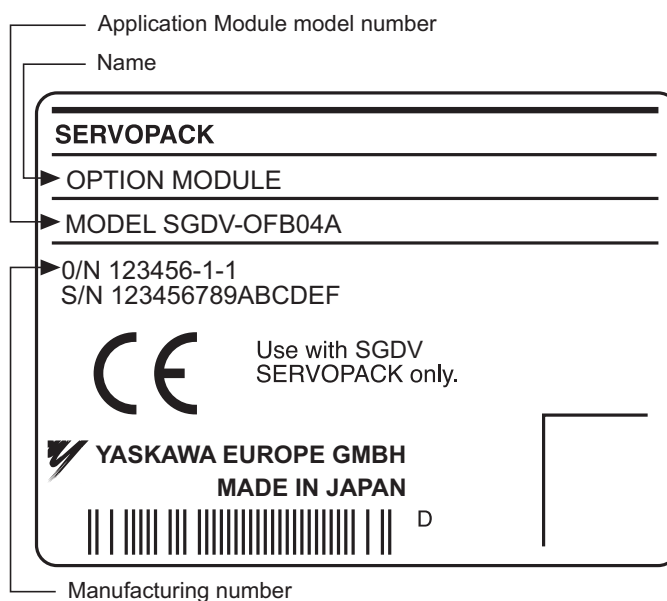 Application Module model number
Name
SERVOPACK
OPTION MODULE
MODEL SGDV-OFB04A
0/N 123456-1-1
S/N 123456789ABCDEF
CE
Use with SGDV
SERVOPACK only.
YASKAWA EUROPE GMBH
MADE IN JAPAN
D
Manufacturing number